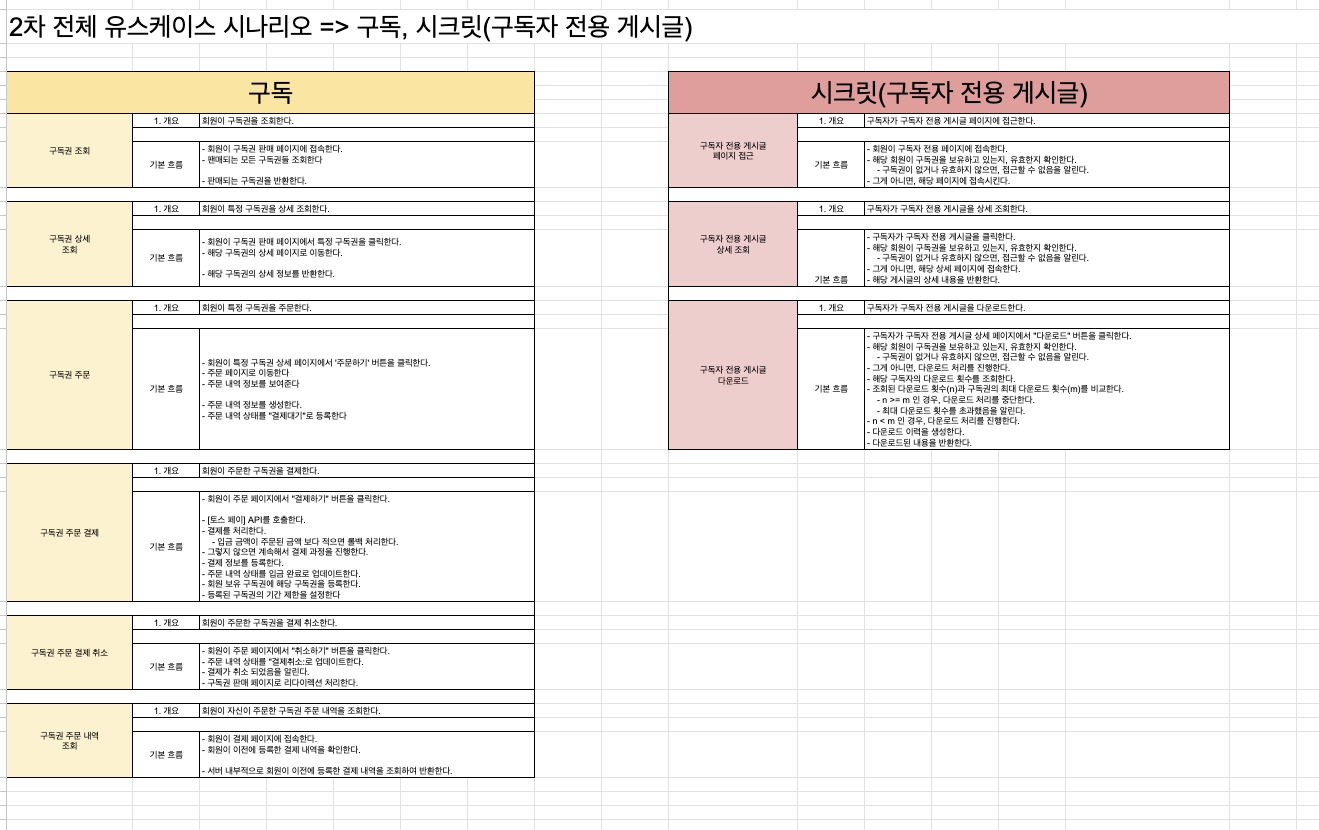 2차 전체 유스케이스 시나리오 => 구독, 시크릿(구독자 전용 게시글)
구독
구독권 조회
1. 개요
회원이 구독권을 조회한다.
기본 흐름
- 회원이 구독권 판매 페이지에 접속한다.
- 팬매되는 모든 구독권들 조회한다
- 판매되는 구독권을 반환한다.
구독권 상세
조회
1. 개요
회원이 특정 구독권을 상세 조회한다.
기본 흐름
- 회원이 구독권 판매 페이지에서 특정 구독권을 클릭한다.
- 해당 구독권의 상세 페이지로 이동한다.
- 해당 구독권의 상세 정보를 반환한다.
구독권 주문
1. 개요
회원이 특정 구독권을 주문한다.
기본 흐름
- 회원이 특정 구독권 상세 페이지에서 '주문하기' 버튼을 클릭한다.
- 주문 페이지로 이동한다
- 주문 내역 정보를 보여준다
- 주문 내역 정보를 생성한다.
- 주문 내역 상태를 "결제대기"로 등록한다
구독권 주문 결제
1. 개요
회원이 주문한 구독권을 결제한다.
기본 흐름
- 회원이 주문 페이지에서 "결제하기" 버튼을 클릭한다.
- [토스 페이] API를 호출한다.
- 결제를 처리한다.
- 입금 금액이 주문된 금액 보다 적으면 롤백 처리한다.
- 그렇지 않으면 계속해서 결제 과정을 진행한다.
- 결제 정보를 등록한다.
- 주문 내역 상태를 입금 완료로 업데이트한다.
- 회원 보유 구독권에 해당 구독권을 등록한다.
- 등록된 구독권의 기간 제한을 설정한다
구독권 주문 결제 취소
1. 개요
회원이 주문한 구독권을 결제 취소한다.
기본 흐름
- 회원이 주문 페이지에서 "취소하기" 버튼을 클릭한다.
- 주문 내역 상태를 "결제취소:로 업데이트한다.
- 결제가 취소 되었음을 알린다.
- 구독권 판매 페이지로 리다이렉션 처리한다.
구독권 주문 내역
조회
1. 개요
회원이 자신이 주문한 구독권 주문 내역을 조회한다.
기본 흐름
- 회원이 결제 페이지에 접속한다.
- 회원이 이전에 등록한 결제 내역을 확인한다.
- 서버 내부적으로 회원이 이전에 등록한 결제 내역을 조회하여 반환한다.
시크릿(구독자 전용 게시글)
구독자 전용 게시글
페이지 접근
1. 개요
구독자가 구독자 전용 게시글 페이지에 접근한다.
기본 흐름
- 회원이 구독자 전용 페이지에 접속한다.
- 해당 회원이 구독권을 보유하고 있는지, 유효한지 확인한다.
- 구독권이 없거나 유효하지 않으면, 접근할 수 없음을 알린다.
- 그게 아니면, 해당 페이지에 접속시킨다.
구독자 전용 게시글
상세 조회
1. 개요
구독자가 구독자 전용 게시글을 상세 조회한다.
기본 흐름
- 구독자가 구독자 전용 게시글을 클릭한다.
- 해당 회원이 구독권을 보유하고 있는지, 유효한지 확인한다.
- 구독권이 없거나 유효하지 않으면, 접근할 수 없음을 알린다.
- 그게 아니면, 해당 상세 페이지에 접속한다.
- 해당 게시글의 상세 내용을 반환한다.
구독자 전용 게시글
다운로드
1. 개요
구독자가 구독자 전용 게시글을 다운로드한다.
기본 흐름
- 구독자가 구독자 전용 게시글 상세 페이지에서 "다운로드" 버튼을 클릭한다.
- 해당 회원이 구독권을 보유하고 있는지, 유효한지 확인한다.
- 구독권이 없거나 유효하지 않으면, 접근할 수 없음을 알린다.
- 그게 아니면, 다운로드 처리를 진행한다.
- 해당 구독자의 다운로드 횟수를 조회한다.
- 조회된 다운로드 횟수(n)과 구독권의 최대 다운로드 횟수(m)를 비교한다.
- n >= m 인 경우, 다운로드 처리를 중단한다.
- 최대 다운로드 횟수를 초과했음을 알린다.
- n < m 인 경우, 다운로드 처리를 진행한다.
- 다운로드 이력을 생성한다.
- 다운로드된 내용을 반환한다.